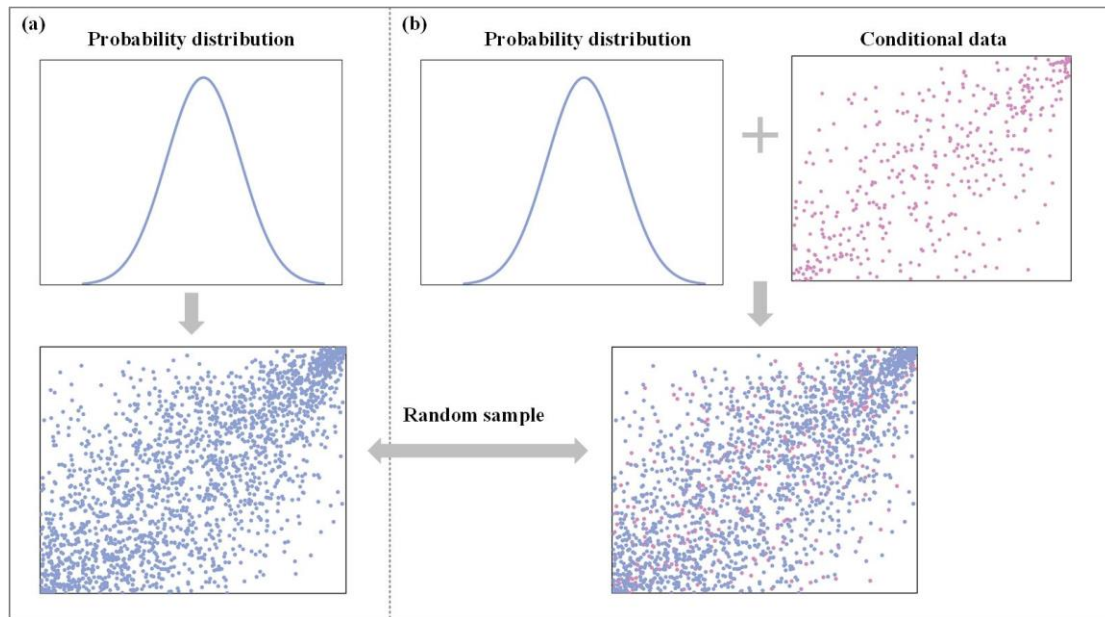 (a)
Probability distribution
(b)
Probability distribution
Conditional data
Random sample